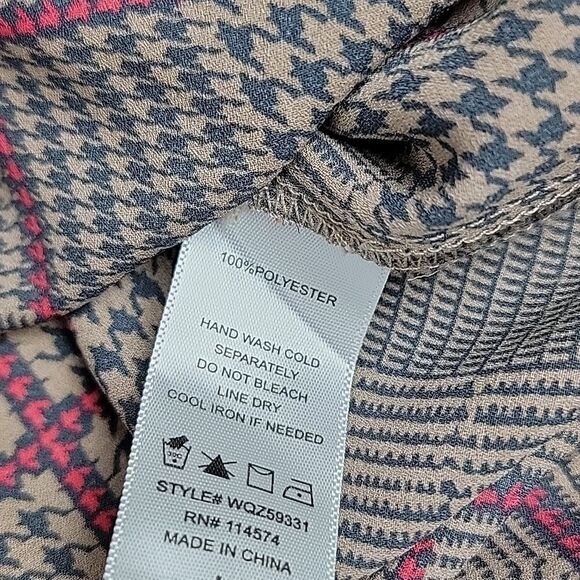 100%POLYESTER
HAND WASH COLD
SEPARATELY
DO NOT BLEACH
LINE DRY
COOL IRON IF NEEDED
STYLE# WQZ59331
RN# 114574
MADE IN CHINA